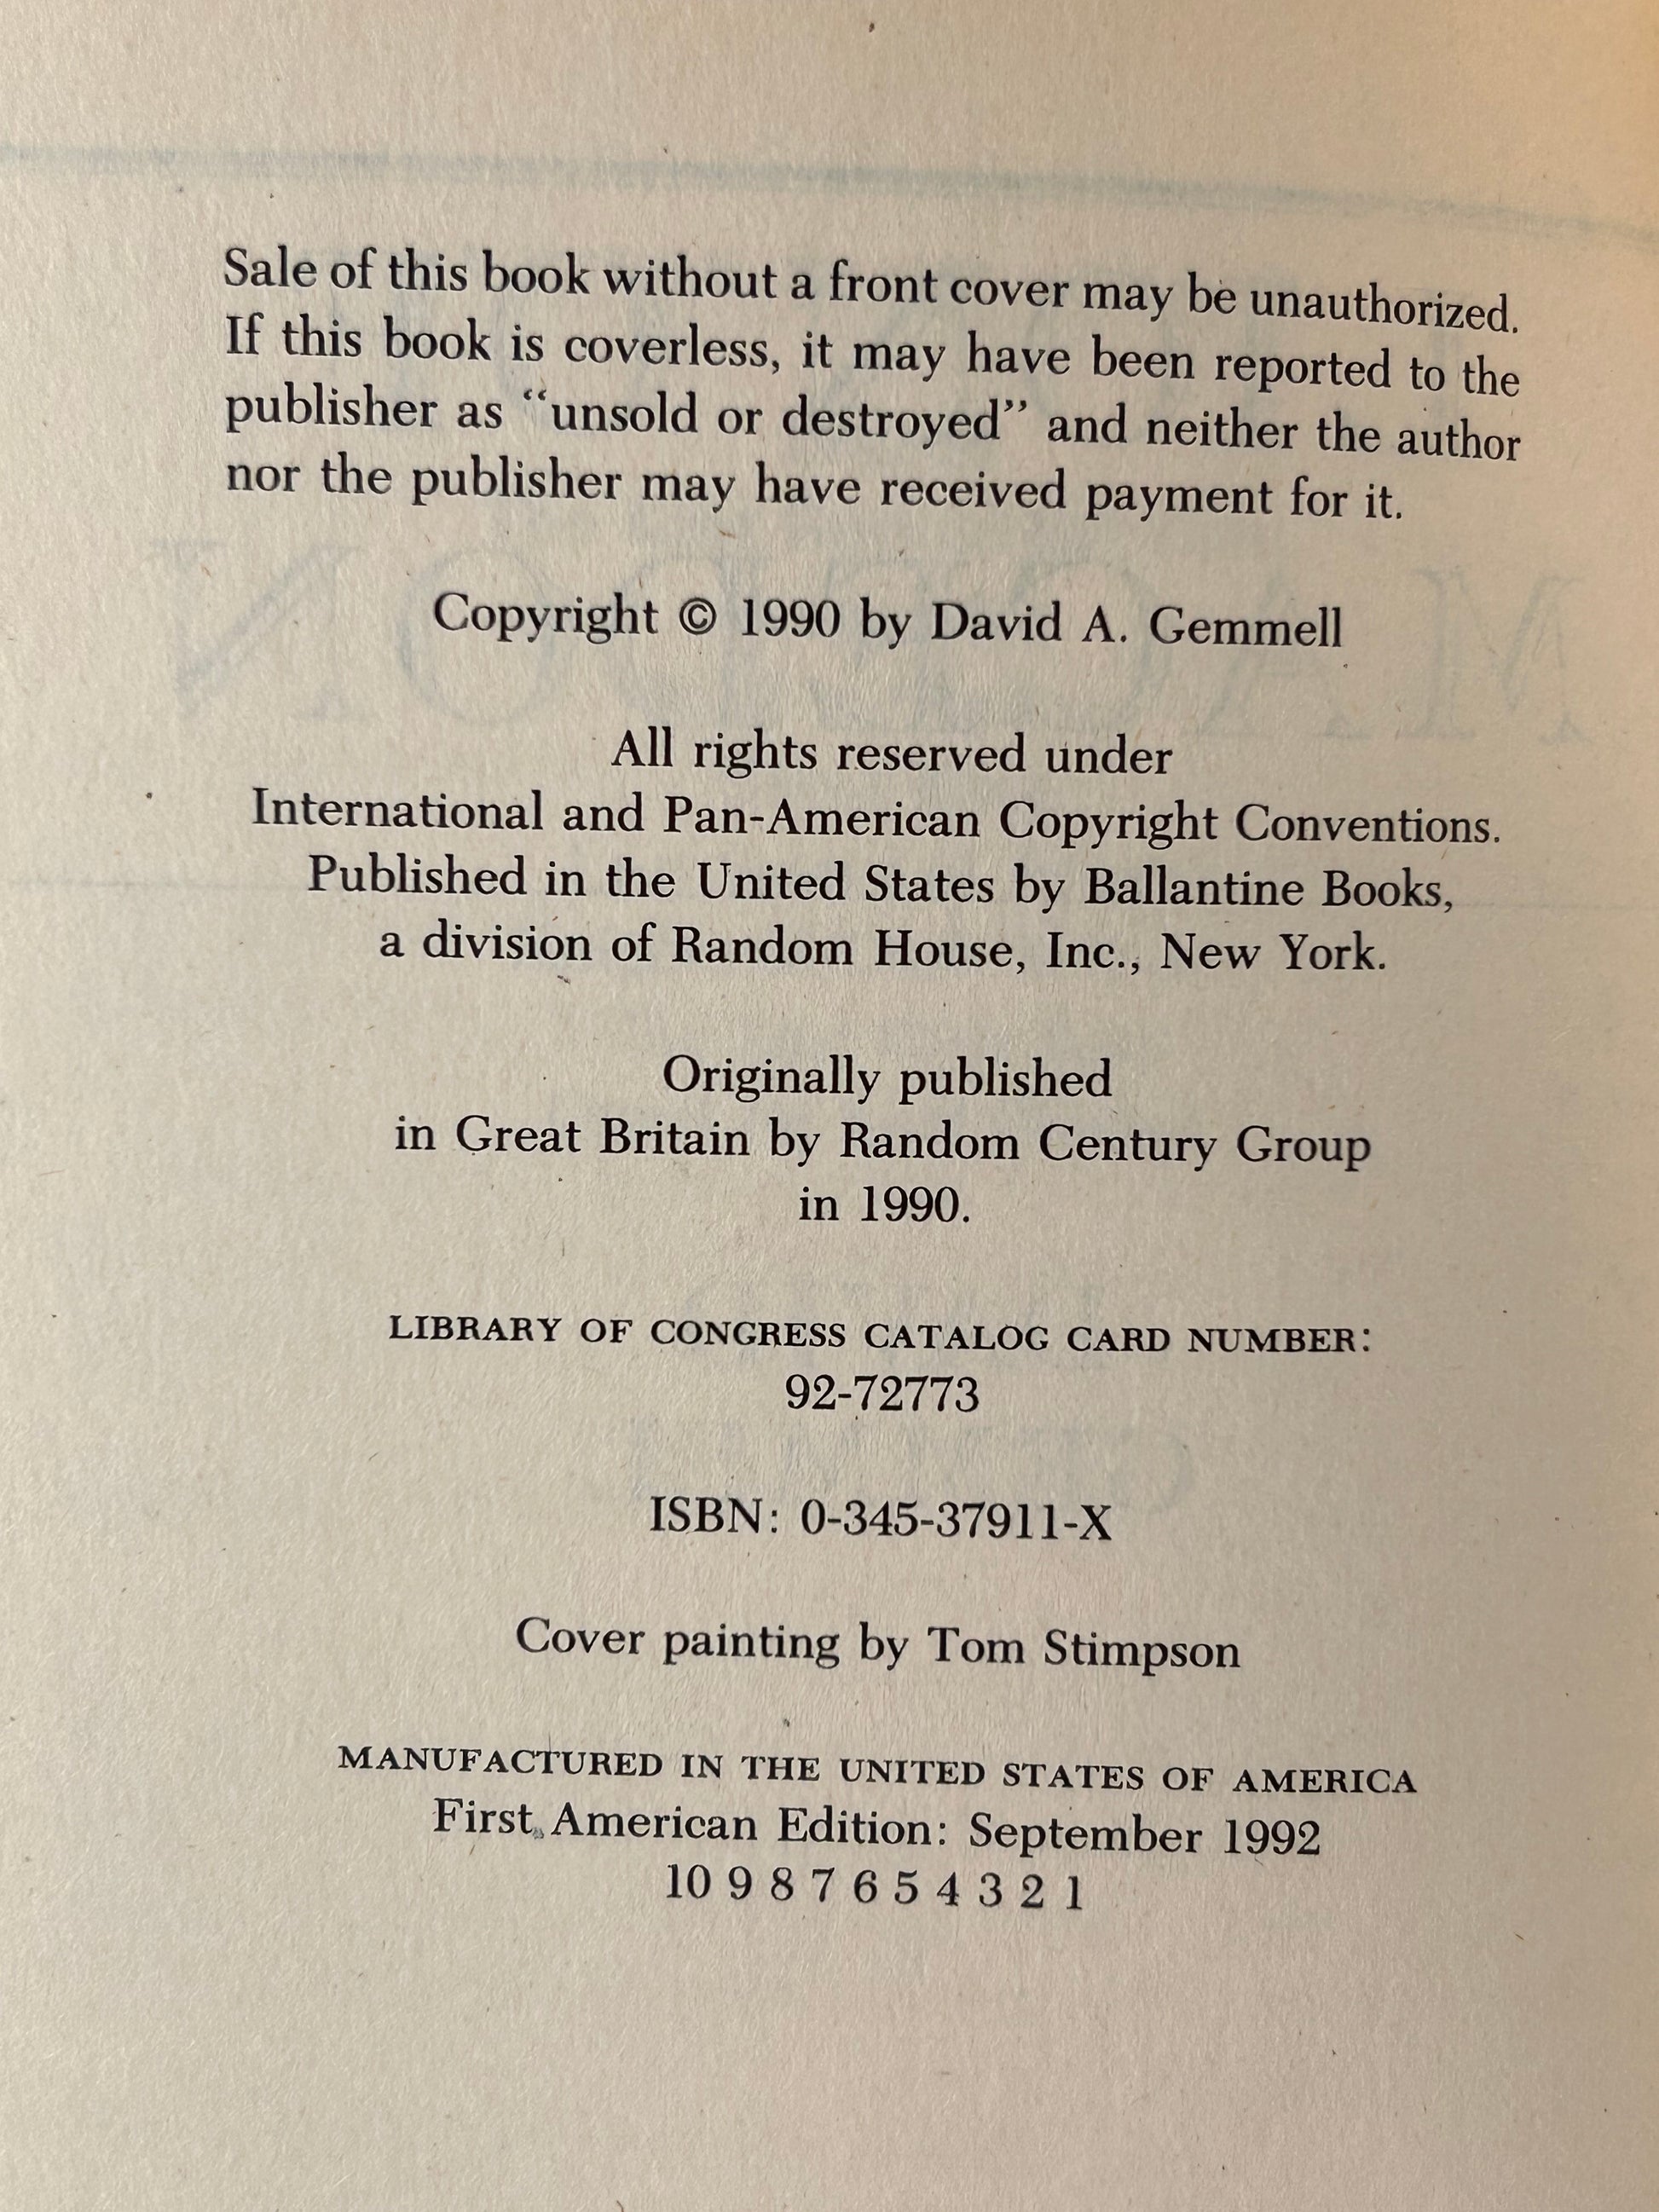 Sale of this book without a front cover may be unauthorized.
If this book is coverless, it may have been reported to the
publisher as “unsold or destroyed” and neither the author
nor the publisher may have received payment for it.
Copyright © 1990 by David A. Gemmell
All rights reserved under
International and Pan-American Copyright Conventions.
Published in the United States by Ballantine Books,
a division of Random House, Inc., New York.
Originally published
in Great Britain by Random Century Group
in 1990.
LIBRARY OF CONGRESS CATALOG CARD NUMBER:
92-72773
ISBN: 0-345-37911-X
Cover painting by Tom Stimpson
MANUFACTURED IN THE UNITED STATES OF AMERICA
First American Edition: September 1992
10 9 8 7 6 5 4 3 2 1